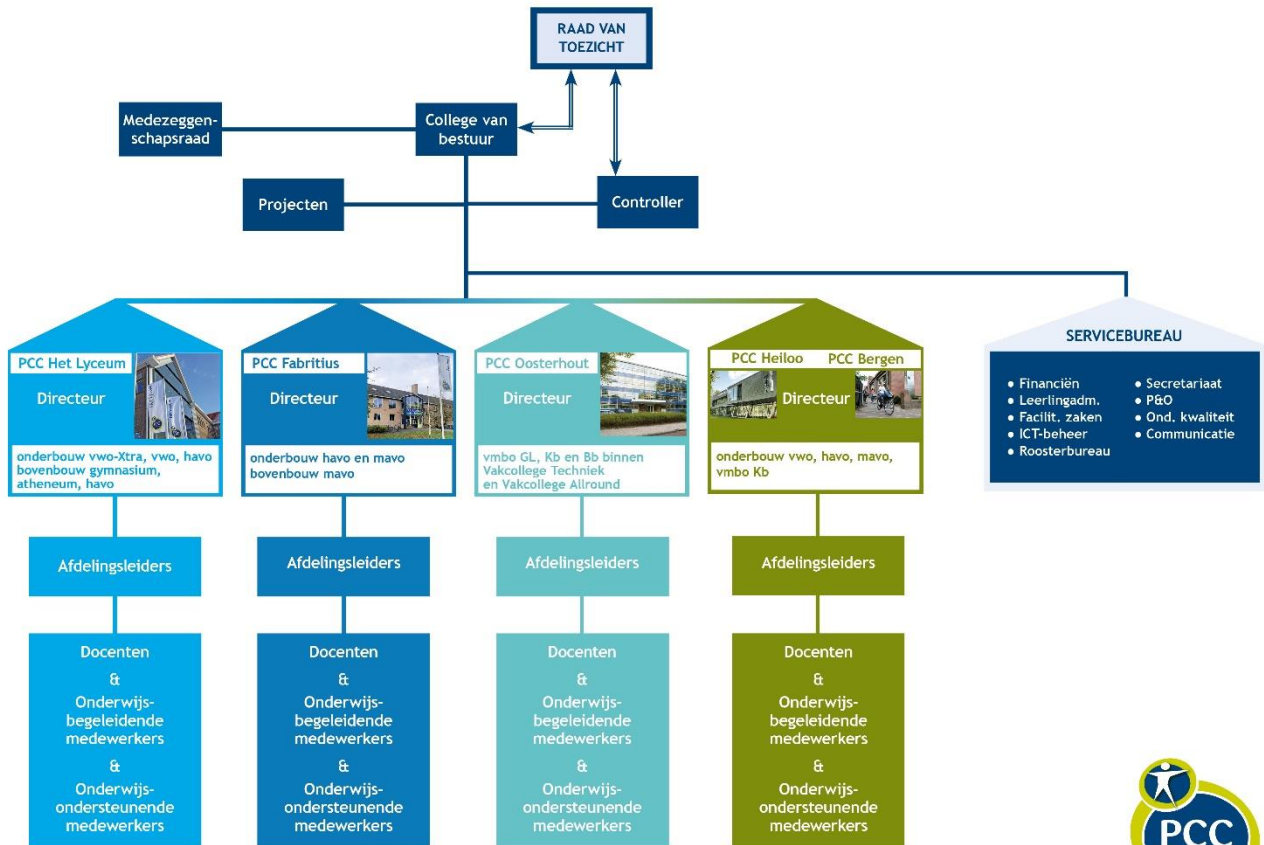 RAAD VAN
TOEZICHT
Medezeggen-
schapsraad
College van
bestuur
Projecten
Controller
PCC Het Lyceum
Directeur
onderbouw vwo-Xtra, vwo, havo
bovenbouw gymnasium,
atheneum, havo
Afdelingsleiders
Docenten
&
Onderwijs-
begeleidende
medewerkers
&
Onderwijs-
ondersteunende
medewerkers
PCC Fabritius
Directeur
onderbouw havo en mavo
bovenbouw mavo
Afdelingsleiders
Docenten
&
Onderwijs-
begeleidende
medewerkers
&
Onderwijs-
ondersteunende
medewerkers
PCC Oosterhout
Directeur
vmbo GL, Kb en Bb binnen
Vakcollege Techniek
en Vakcollege Allround
Afdelingsleiders
Docenten
&
Onderwijs-
begeleidende
medewerkers
&
Onderwijs-
ondersteunende
medewerkers
PCC Heiloo PCC Bergen
Directeur
onderbouw vwo, havo, mavo,
vmbo Kb
Afdelingsleiders
Docenten
&
Onderwijs-
begeleidende
medewerkers
&
Onderwijs-
ondersteunende
medewerkers
SERVICEBUREAU
• Financiën
• Leerlingadm.
• Facilit. zaken
• ICT-beheer
• Roosterbureau
• Secretariaat
• P&O
• Ond. kwaliteit
• Communicatie
PCC